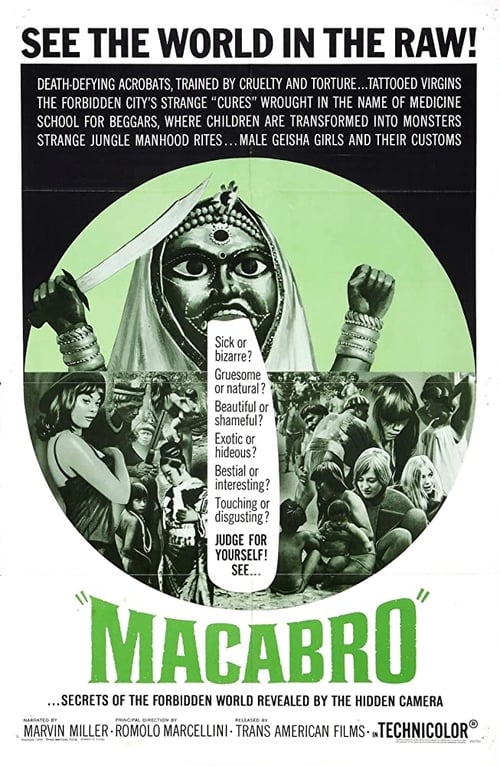 SEE THE WORLD IN THE RAW!
DEATH-DEFYING ACROBATS, TRAINED BY CRUELTY AND TORTURE...TATTOOED VIRGINS
THE FORBIDDEN CITY'S STRANGE "CURES" WROUGHT IN THE NAME OF MEDICINE
SCHOOL FOR BEGGARS, WHERE CHILDREN ARE TRANSFORMED INTO MONSTERS
STRANGE JUNGLE MANHOOD RITES...MALE GEISHA GIRLS AND THEIR CUSTOMS
Sick or
bizarre?
Gruesome
or natural?
Beautiful or
shameful?
Exotic or
hideous?
Bestial or
interesting?
Touching or
disgusting?
JUDGE FOR
YOURSELF!
SEE...
"MACABRO"
...SECRETS OF THE FORBIDDEN WORLD REVEALED BY THE HIDDEN CAMERA
NARRATED BY PRINCIPAL DIRECTION BY RELEASED BY
MARVIN MILLER · ROMOLO MARCELLINI · TRANS AMERICAN FILMS · IN TECHNICOLOR®